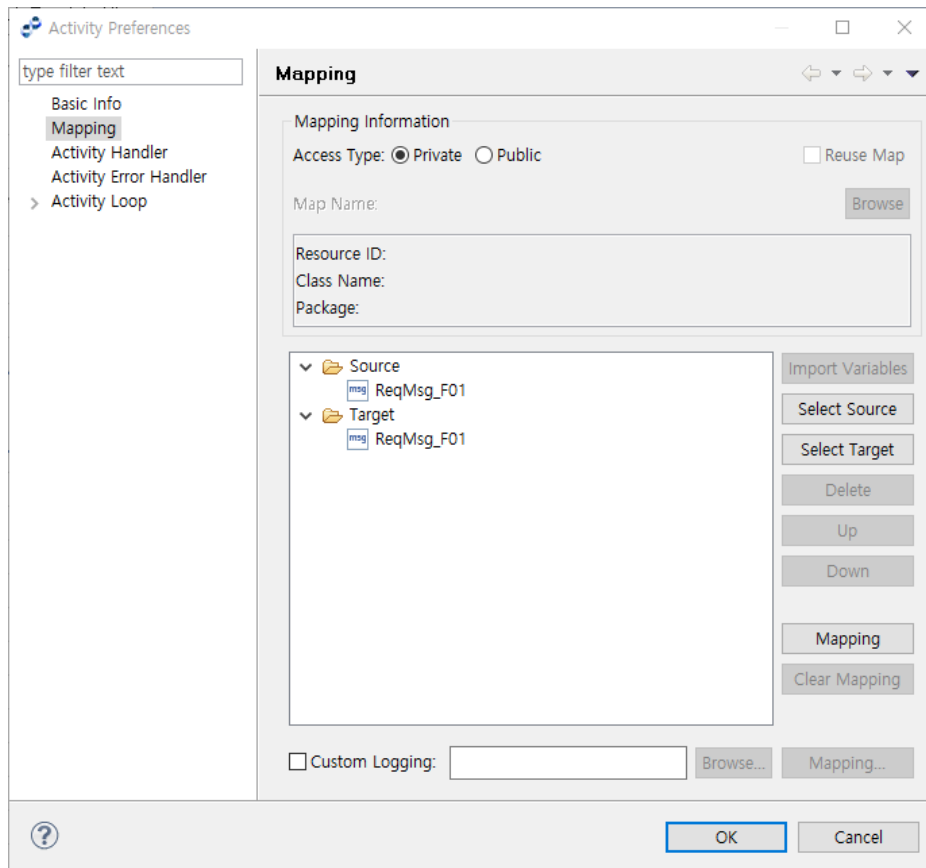 Activity Preferences
type filter text
Basic Info
Mapping
Activity Handler
Activity Error Handler
Activity Loop
Mapping
Mapping Information
Access Type: Private Public Reuse Map
Map Name: Browse
Resource ID:
Class Name:
Package:
Source
msg ReqMsg_F01
Target
msg ReqMsg_F01
Import Variables
Select Source
Select Target
Delete
Up
Down
Mapping
Clear Mapping
Custom Logging: Browse... Mapping...
? OK Cancel